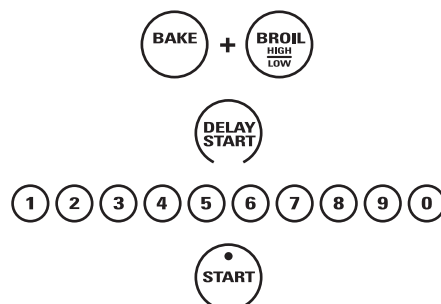 BAKE + BROIL
HIGH
LOW
DELAY
START
1 2 3 4 5 6 7 8 9 0
START